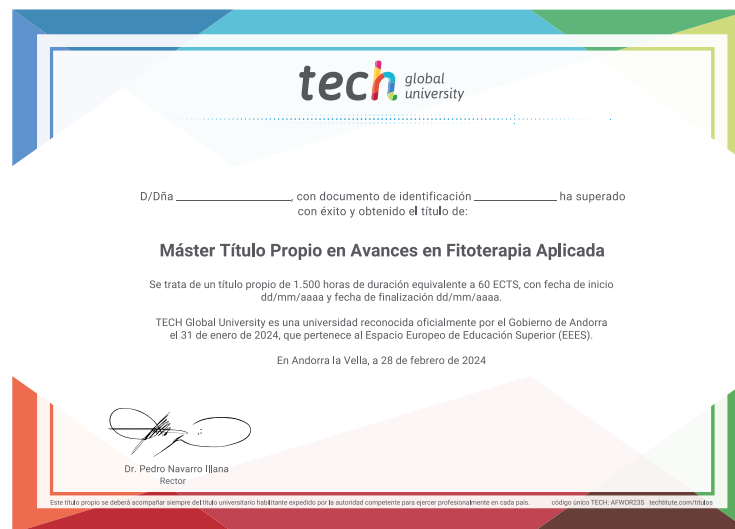 tech global
university
D/Dña ____________________, con documento de identificación ______________ ha superado
con éxito y obtenido el título de:
Máster Título Propio en Avances en Fitoterapia Aplicada
Se trata de un título propio de 1.500 horas de duración equivalente a 60 ECTS, con fecha de inicio
dd/mm/aaaa y fecha de finalización dd/mm/aaaa.
TECH Global University es una universidad reconocida oficialmente por el Gobierno de Andorra
el 31 de enero de 2024, que pertenece al Espacio Europeo de Educación Superior (EEES).
En Andorra la Vella, a 28 de febrero de 2024
Dr. Pedro Navarro Illana
Rector
Este título propio se deberá acompañar siempre del título universitario habilitante expedido por la autoridad competente para ejercer profesionalmente en cada país. código único TECH: AFWOR23S techtitute.com/títulos